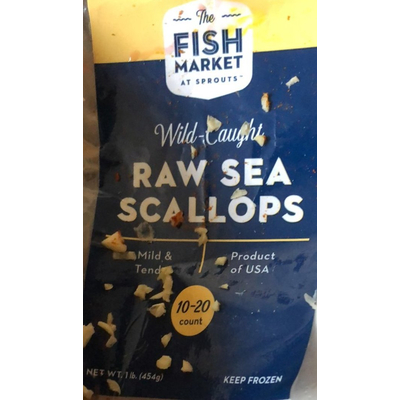 The
FISH
MARKET
AT SPROUTS™
Wild-Caught
RAW SEA
SCALLOPS
Mild &
Product
of USA
10-20
count
NET WT. 1 lb. (454g)
KEEP FROZEN